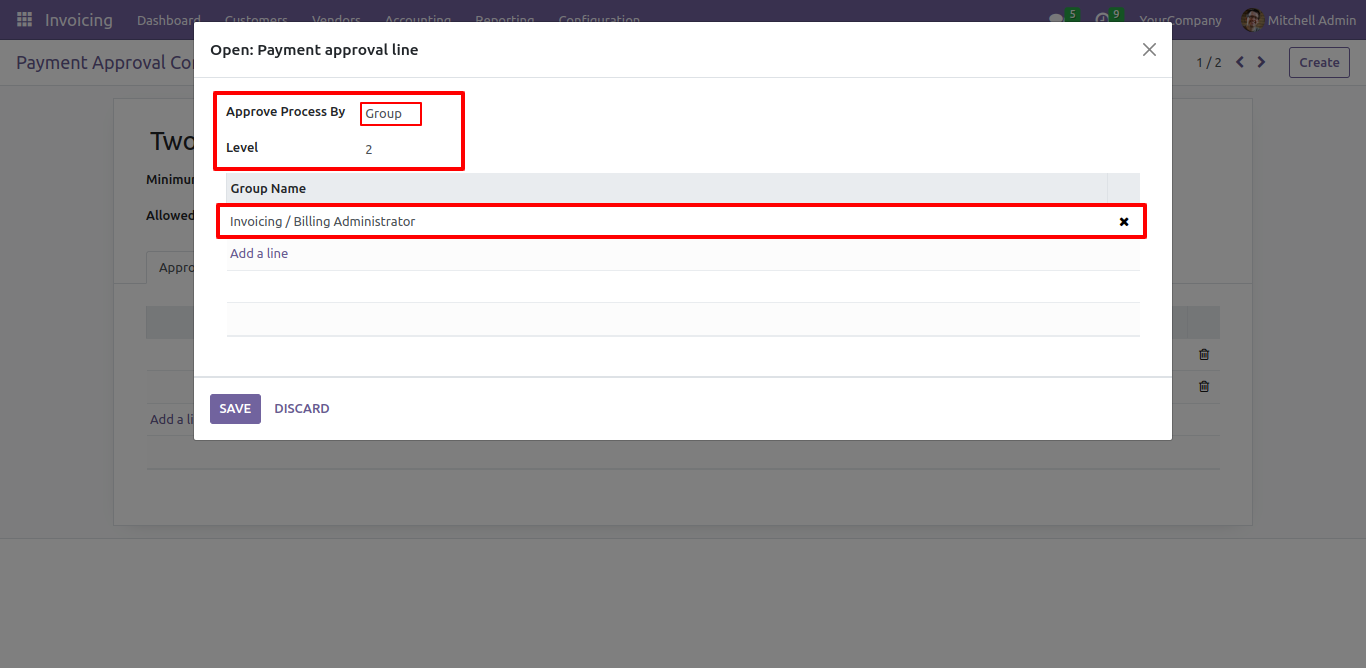 Invoicing Dashboard Customers Vendors Accounting Reporting Configuration 5 9 YourCompany Mitchell Admin
Payment Approval Co 1 / 2 Create
Open: Payment approval line
Two
Minimu
Allowed
Appro
Add a li
Approve Process By Group
Level 2
Group Name
Invoicing / Billing Administrator
Add a line
SAVE DISCARD